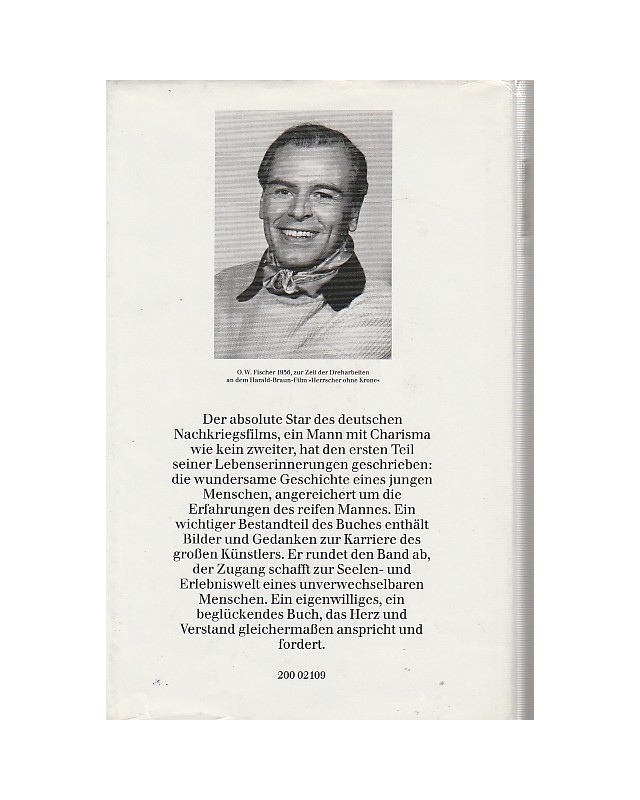 O. W. Fischer 1956, zur Zeit der Dreharbeiten
an dem Harald-Braun-Film »Herrscher ohne Krone«
Der absolute Star des deutschen
Nachkriegsfilms, ein Mann mit Charisma
wie kein zweiter, hat den ersten Teil
seiner Lebenserinnerungen geschrieben:
die wundersame Geschichte eines jungen
Menschen, angereichert um die
Erfahrungen des reifen Mannes. Ein
wichtiger Bestandteil des Buches enthält
Bilder und Gedanken zur Karriere des
großen Künstlers. Er rundet den Band ab,
der Zugang schafft zur Seelen- und
Erlebniswelt eines unverwechselbaren
Menschen. Ein eigenwilliges, ein
beglückendes Buch, das Herz und
Verstand gleichermaßen anspricht und
fordert.
200 02109